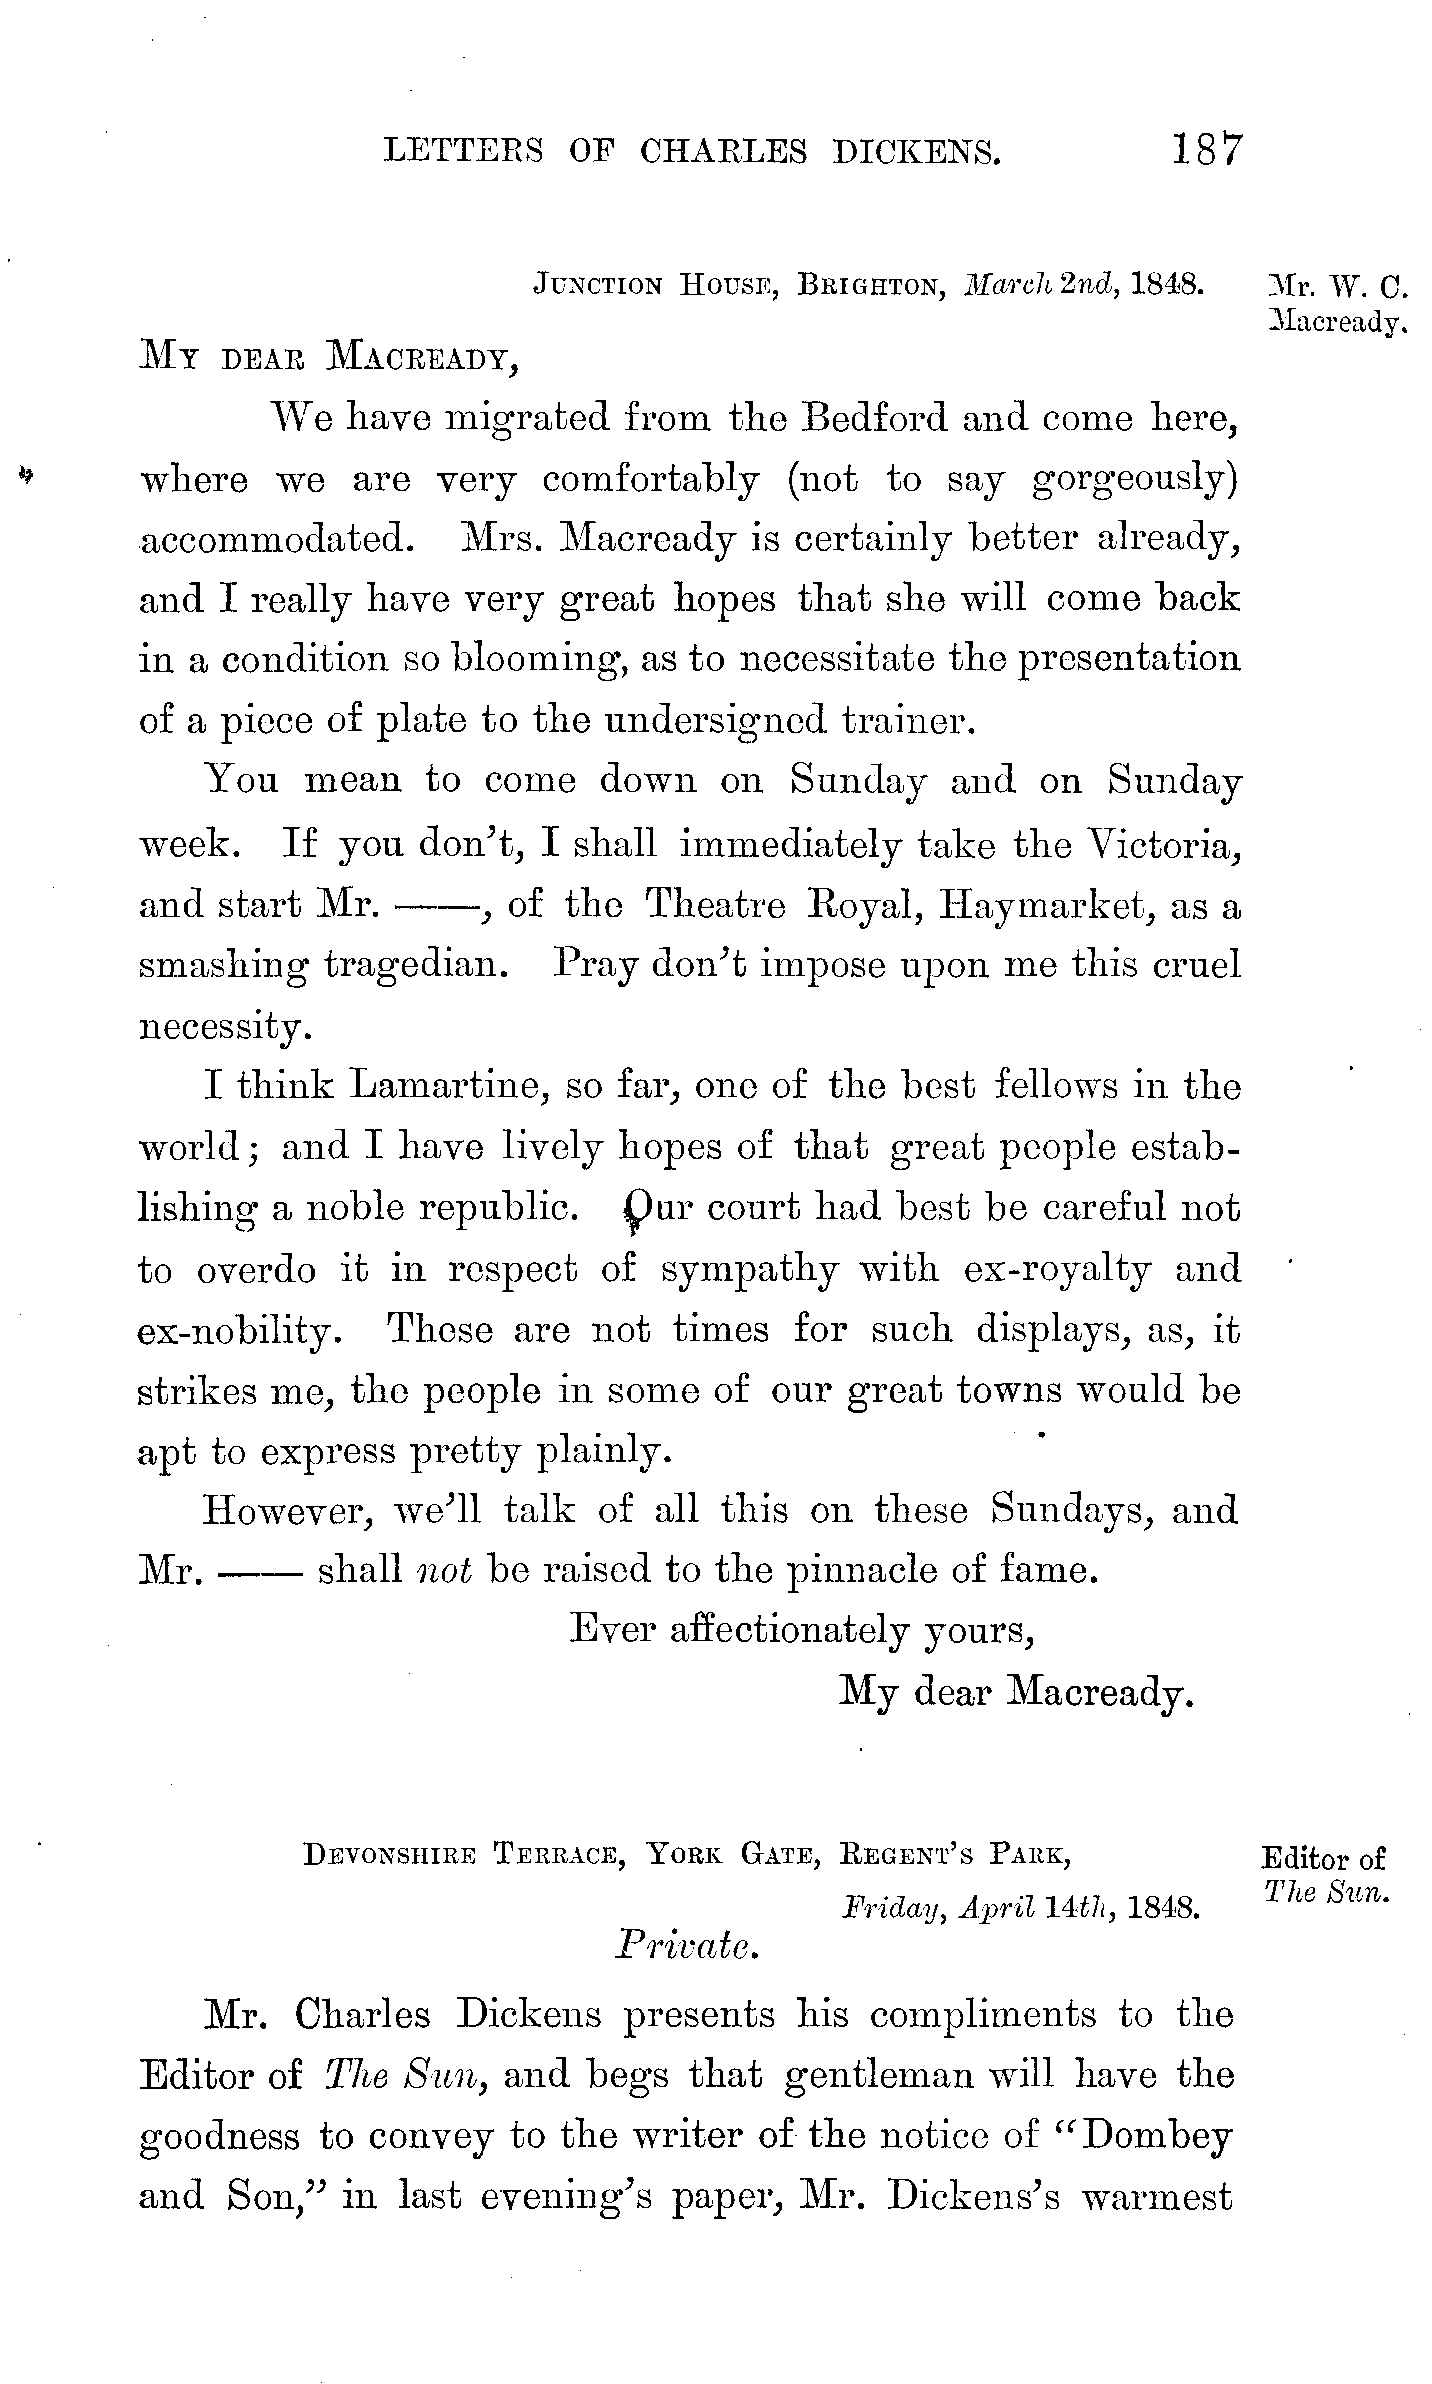 LETTERS OF CHARLES DICKENS. 187
JUNCTION HOUSE, BRIGHTON, March 2nd, 1848.
Mr. W. C.
Macready.
MY DEAR MACREADY,
We have migrated from the Bedford and come here,
where we are very comfortably (not to say gorgeously)
accommodated. Mrs. Macready is certainly better already,
and I really have very great hopes that she will come back
in a condition so blooming, as to necessitate the presentation
of a piece of plate to the undersigned trainer.
You mean to come down on Sunday and on Sunday
week. If you don't, I shall immediately take the Victoria,
and start Mr. ——, of the Theatre Royal, Haymarket, as a
smashing tragedian. Pray don't impose upon me this cruel
necessity.
I think Lamartine, so far, one of the best fellows in the
world; and I have lively hopes of that great people estab-
lishing a noble republic. Our court had best be careful not
to overdo it in respect of sympathy with ex-royalty and
ex-nobility. These are not times for such displays, as, it
strikes me, the people in some of our great towns would be
apt to express pretty plainly.
However, we'll talk of all this on these Sundays, and
Mr. —— shall not be raised to the pinnacle of fame.
Ever affectionately yours,
My dear Macready.
DEVONSHIRE TERRACE, YORK GATE, REGENT'S PARK,
Friday, April 14th, 1848.
Editor of
The Sun.
Private.
Mr. Charles Dickens presents his compliments to the
Editor of The Sun, and begs that gentleman will have the
goodness to convey to the writer of the notice of "Dombey
and Son," in last evening's paper, Mr. Dickens's warmest